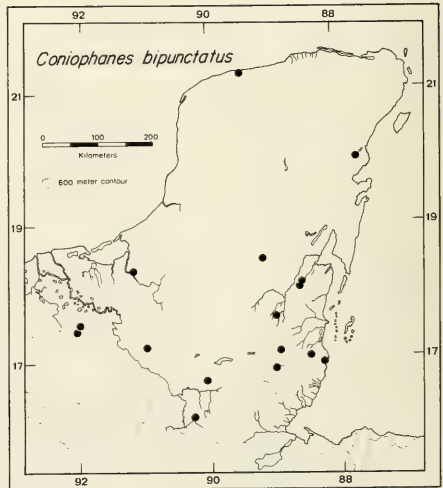 92 90 88
Coniophanes bipunctatus
21 21
0 100 200
Kilometers
600 meter contour
19 19
17 17
92 90 88